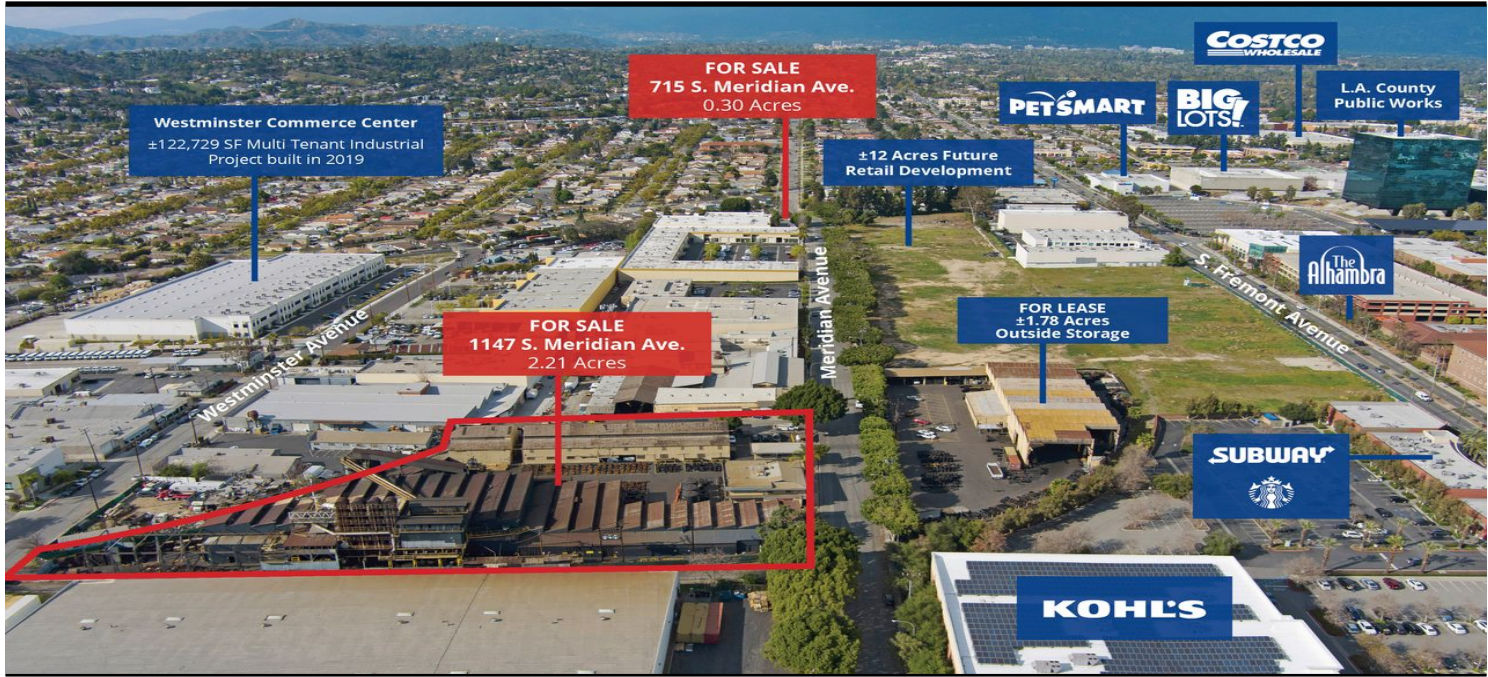 COSTCO
WHOLESALE
FOR SALE
715 S. Meridian Ave.
0.30 Acres
PETSMART
BIG
LOTS!
L.A. County
Public Works
Westminster Commerce Center
±122,729 SF Multi Tenant Industrial
Project built in 2019
±12 Acres Future
Retail Development
Meridian Avenue
S. Fremont Avenue
The
Alhambra
FOR LEASE
±1.78 Acres
Outside Storage
FOR SALE
1147 S. Meridian Ave.
2.21 Acres
Westminster Avenue
SUBWAY
KOHL'S